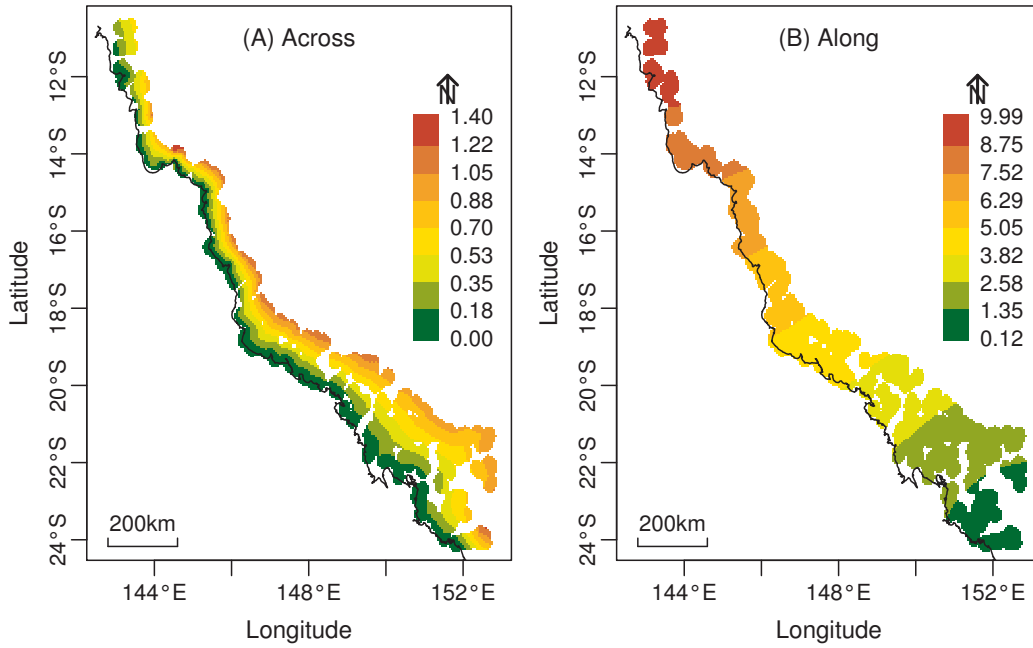 (A) Across
N
1.40
1.22
1.05
0.88
0.70
0.53
0.35
0.18
0.00
12°S
14°S
16°S
18°S
20°S
22°S
24°S
Latitude
200km
144°E
148°E
152°E
Longitude
(B) Along
N
9.99
8.75
7.52
6.29
5.05
3.82
2.58
1.35
0.12
12°S
14°S
16°S
18°S
20°S
22°S
24°S
Latitude
200km
144°E
148°E
152°E
Longitude